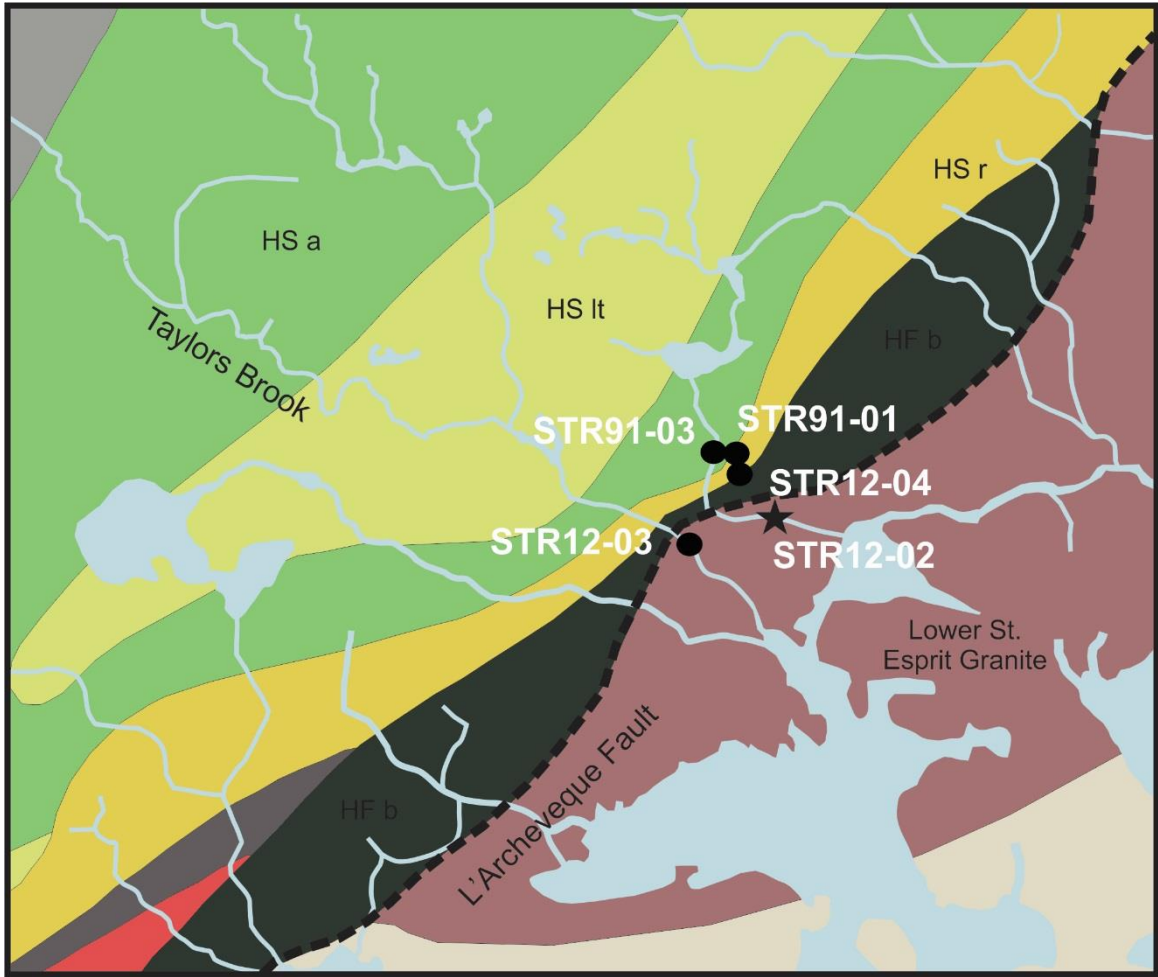 HS r
HS a
HS lt
Taylors Brook
HF b
STR91-01
STR91-03
STR12-04
STR12-03
STR12-02
Lower St.
Esprit Granite
L'Archeveque Fault
HF b